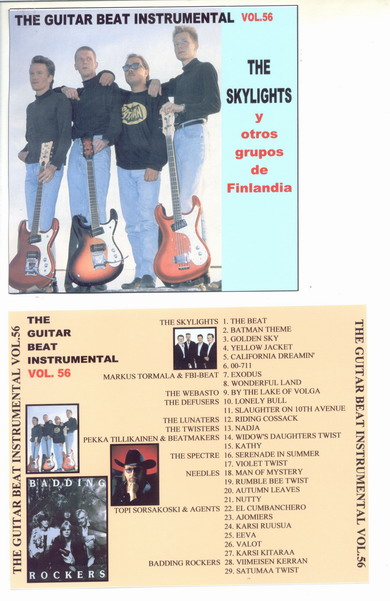 THE GUITAR BEAT INSTRUMENTAL VOL.56
THE
SKYLIGHTS
y
otros
grupos
de
Finlandia
THE GUITAR BEAT INSTRUMENTAL VOL.56
THE
GUITAR
BEAT
INSTRUMENTAL
VOL. 56
BADDING
ROCKERS
THE SKYLIGHTS 1. THE BEAT
2. BATMAN THEME
3. GOLDEN SKY
4. YELLOW JACKET
5. CALIFORNIA DREAMIN'
6. 00-711
MARKUS TORMALA & FBI-BEAT 7. EXODUS
8. WONDERFUL LAND
THE WEBASTO 9. BY THE LAKE OF VOLGA
THE DEFUSERS 10. LONELY BULL
11. SLAUGHTER ON 10TH AVENUE
THE LUNATERS 12. RIDING COSSACK
THE TWISTERS 13. NADJA
PEKKA TILLIKAINEN & BEATMAKERS 14. WIDOW'S DAUGHTERS TWIST
15. KATHY
THE SPECTRE 16. SERENADE IN SUMMER
17. VIOLET TWIST
NEEDLES 18. MAN OF MYSTERY
19. RUMBLE BEE TWIST
20. AUTUMN LEAVES
21. NUTTY
TOPI SORSAKOSKI & AGENTS 22. EL CUMBANCHERO
23. AJOMIERS
24. KARSI RUUSUA
25. EEVA
26. VALOT
27. KARSI KITARAA
BADDING ROCKERS 28. VIIMEISEN KERRAN
29. SATUMAA TWIST
THE GUITAR BEAT INSTRUMENTAL VOL.56